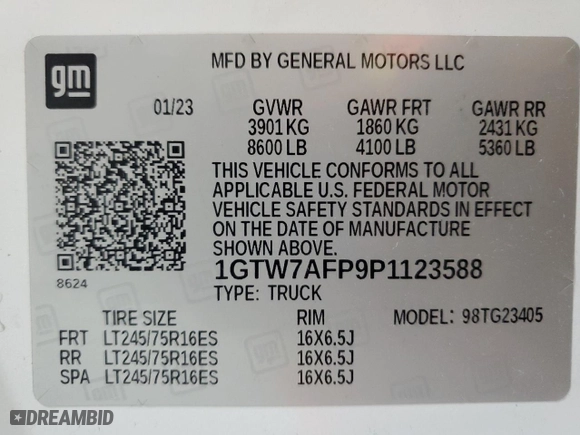 gm
MFD BY GENERAL MOTORS LLC
01/23 GVWR GAWR FRT GAWR RR
3901 KG 1860 KG 2431 KG
8600 LB 4100 LB 5360 LB
THIS VEHICLE CONFORMS TO ALL
APPLICABLE U.S. FEDERAL MOTOR
VEHICLE SAFETY STANDARDS IN EFFECT
ON THE DATE OF MANUFACTURE
SHOWN ABOVE.
8624
1GTW7AFP9P1123588
TYPE: TRUCK
TIRE SIZE RIM MODEL: 98TG23405
FRT LT245/75R16ES 16X6.5J
RR LT245/75R16ES 16X6.5J
SPA LT245/75R16ES 16X6.5J
DREAMBID